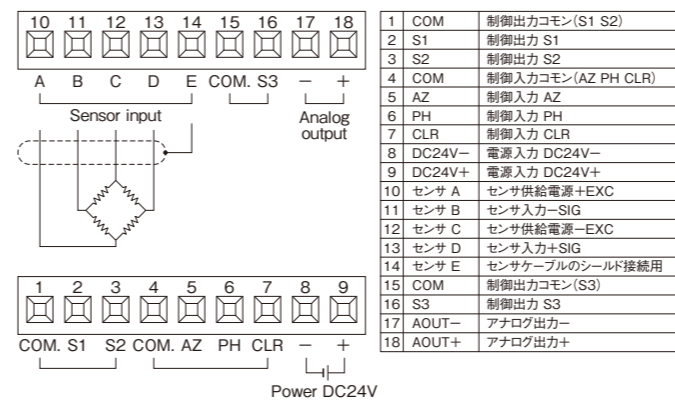 10 11 12 13 14 15 16 17 18
A B C D E COM. S3 − +
Sensor input
Analog
output
1 2 3 4 5 6 7 8 9
COM. S1 S2 COM. AZ PH CLR − +
Power DC24V
1 COM 制御出力コモン(S1 S2)
2 S1 制御出力 S1
3 S2 制御出力 S2
4 COM 制御入力コモン(AZ PH CLR)
5 AZ 制御入力 AZ
6 PH 制御入力 PH
7 CLR 制御入力 CLR
8 DC24V− 電源入力 DC24V−
9 DC24V+ 電源入力 DC24V+
10 センサ A センサ供給電源+EXC
11 センサ B センサ入力−SIG
12 センサ C センサ供給電源−EXC
13 センサ D センサ入力+SIG
14 センサ E センサケーブルのシールド接続用
15 COM 制御出力コモン(S3)
16 S3 制御出力 S3
17 AOUT− アナログ出力−
18 AOUT+ アナログ出力+